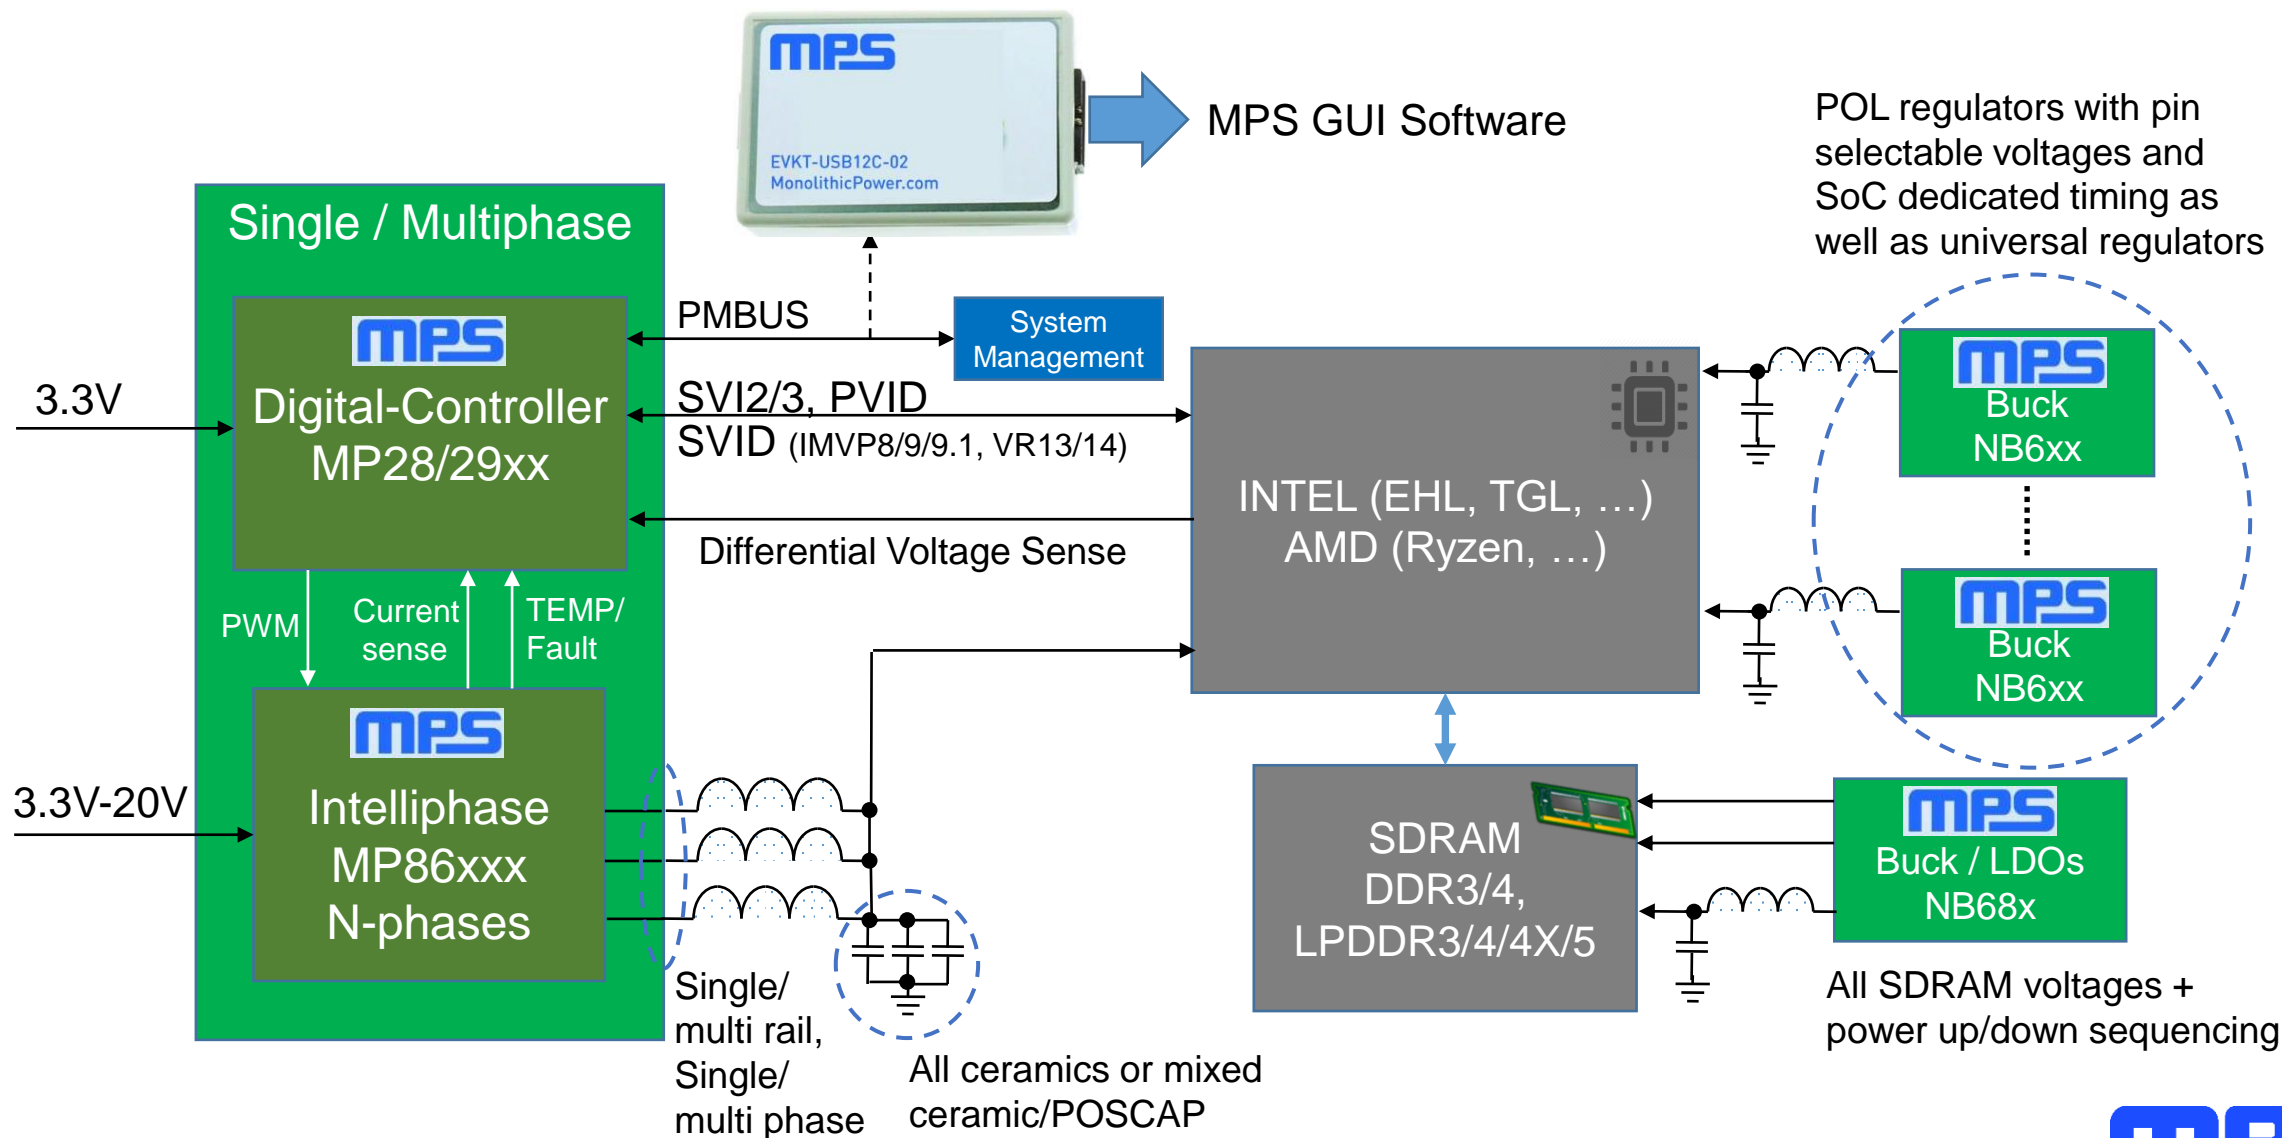 MPS
EVKT-USB12C-02
MonolithicPower.com
MPS GUI Software
POL regulators with pin
selectable voltages and
SoC dedicated timing as
well as universal regulators
Single / Multiphase
MPS
Digital-Controller
MP28/29xx
3.3V
PMBUS
System
Management
SVI2/3, PVID
SVID (IMVP8/9/9.1, VR13/14)
Differential Voltage Sense
INTEL (EHL, TGL, …)
AMD (Ryzen, …)
MPS
Buck
NB6xx
MPS
Buck
NB6xx
PWM
Current
sense
TEMP/
Fault
MPS
Intelliphase
MP86xxx
N-phases
3.3V-20V
SDRAM
DDR3/4,
LPDDR3/4/4X/5
MPS
Buck / LDOs
NB68x
All SDRAM voltages +
power up/down sequencing
Single/
multi rail,
Single/
multi phase
All ceramics or mixed
ceramic/POSCAP